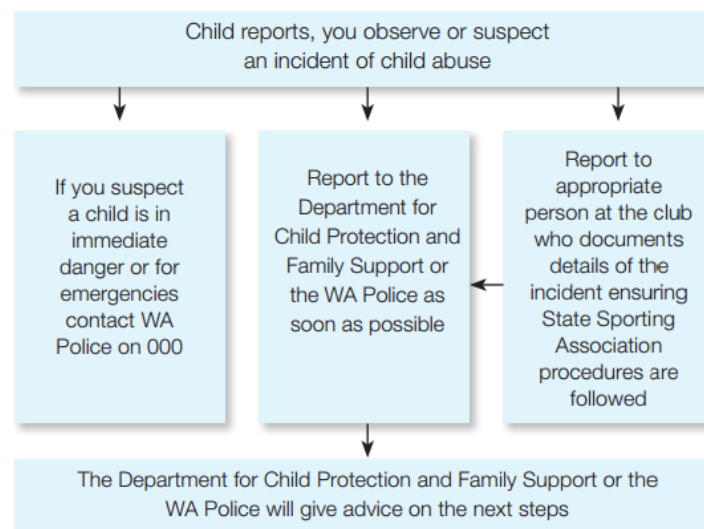 Child reports, you observe or suspect
an incident of child abuse
If you suspect
a child is in
immediate
danger or for
emergencies
contact WA
Police on 000
Report to the
Department for
Child Protection and
Family Support or
the WA Police as
soon as possible
Report to
appropriate
person at the club
who documents
details of the
incident ensuring
State Sporting
Association
procedures are
followed
The Department for Child Protection and Family Support or the
WA Police will give advice on the next steps